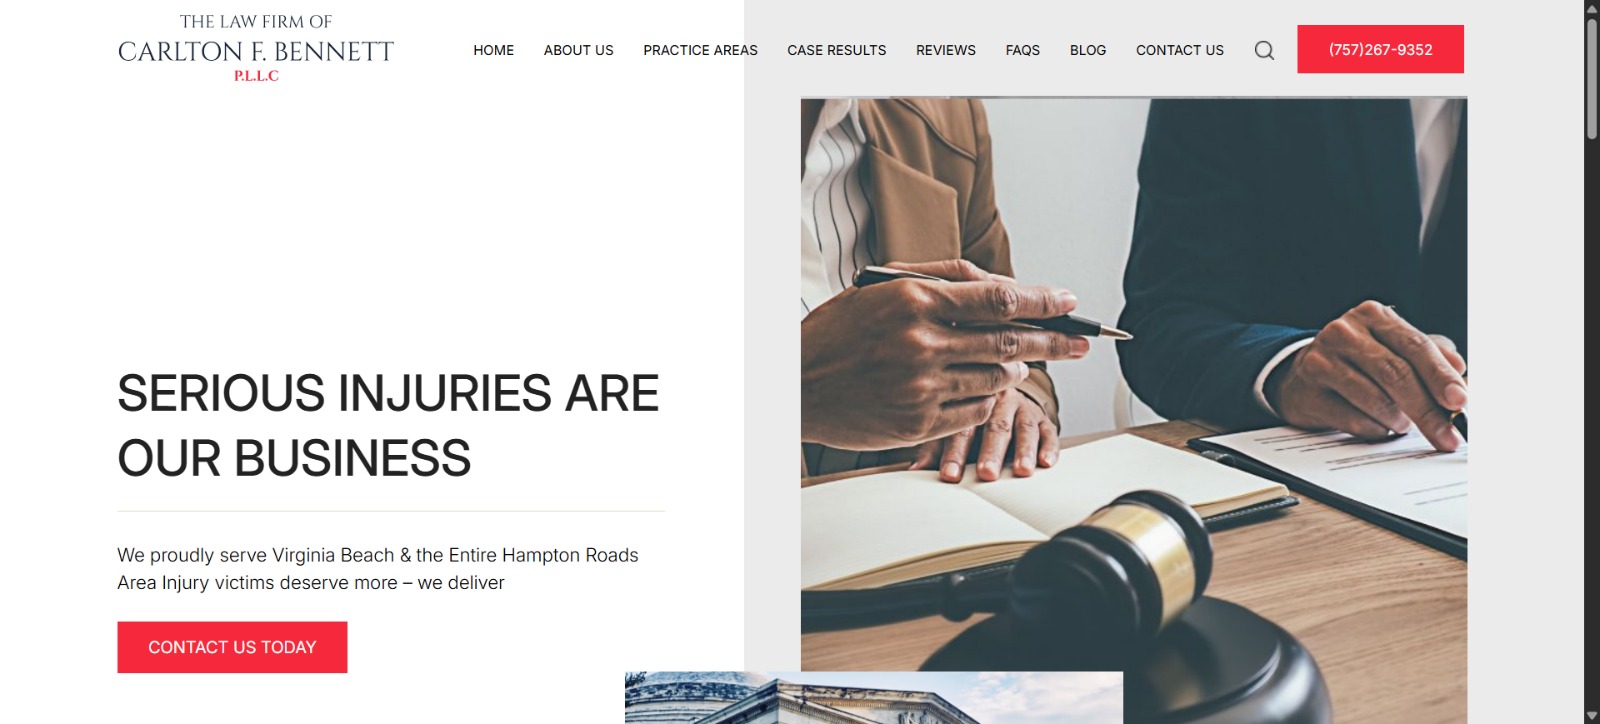 THE LAW FIRM OF
CARLTON F. BENNETT
P.L.L.C
HOME ABOUT US PRACTICE AREAS CASE RESULTS REVIEWS FAQS BLOG CONTACT US (757)267-9352
SERIOUS INJURIES ARE
OUR BUSINESS
We proudly serve Virginia Beach & the Entire Hampton Roads
Area Injury victims deserve more – we deliver
CONTACT US TODAY